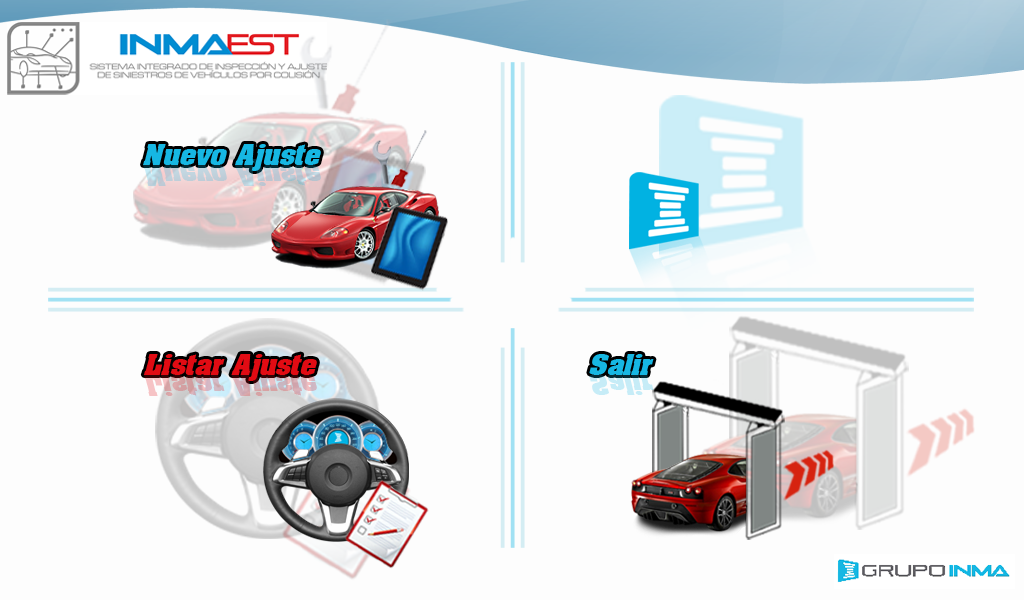 INMAEST
SISTEMA INTEGRADO DE INSPECCIÓN Y AJUSTE
DE SINIESTROS DE VEHÍCULOS POR COLISIÓN
Nuevo Ajuste
Listar Ajuste
Salir
GRUPO INMA